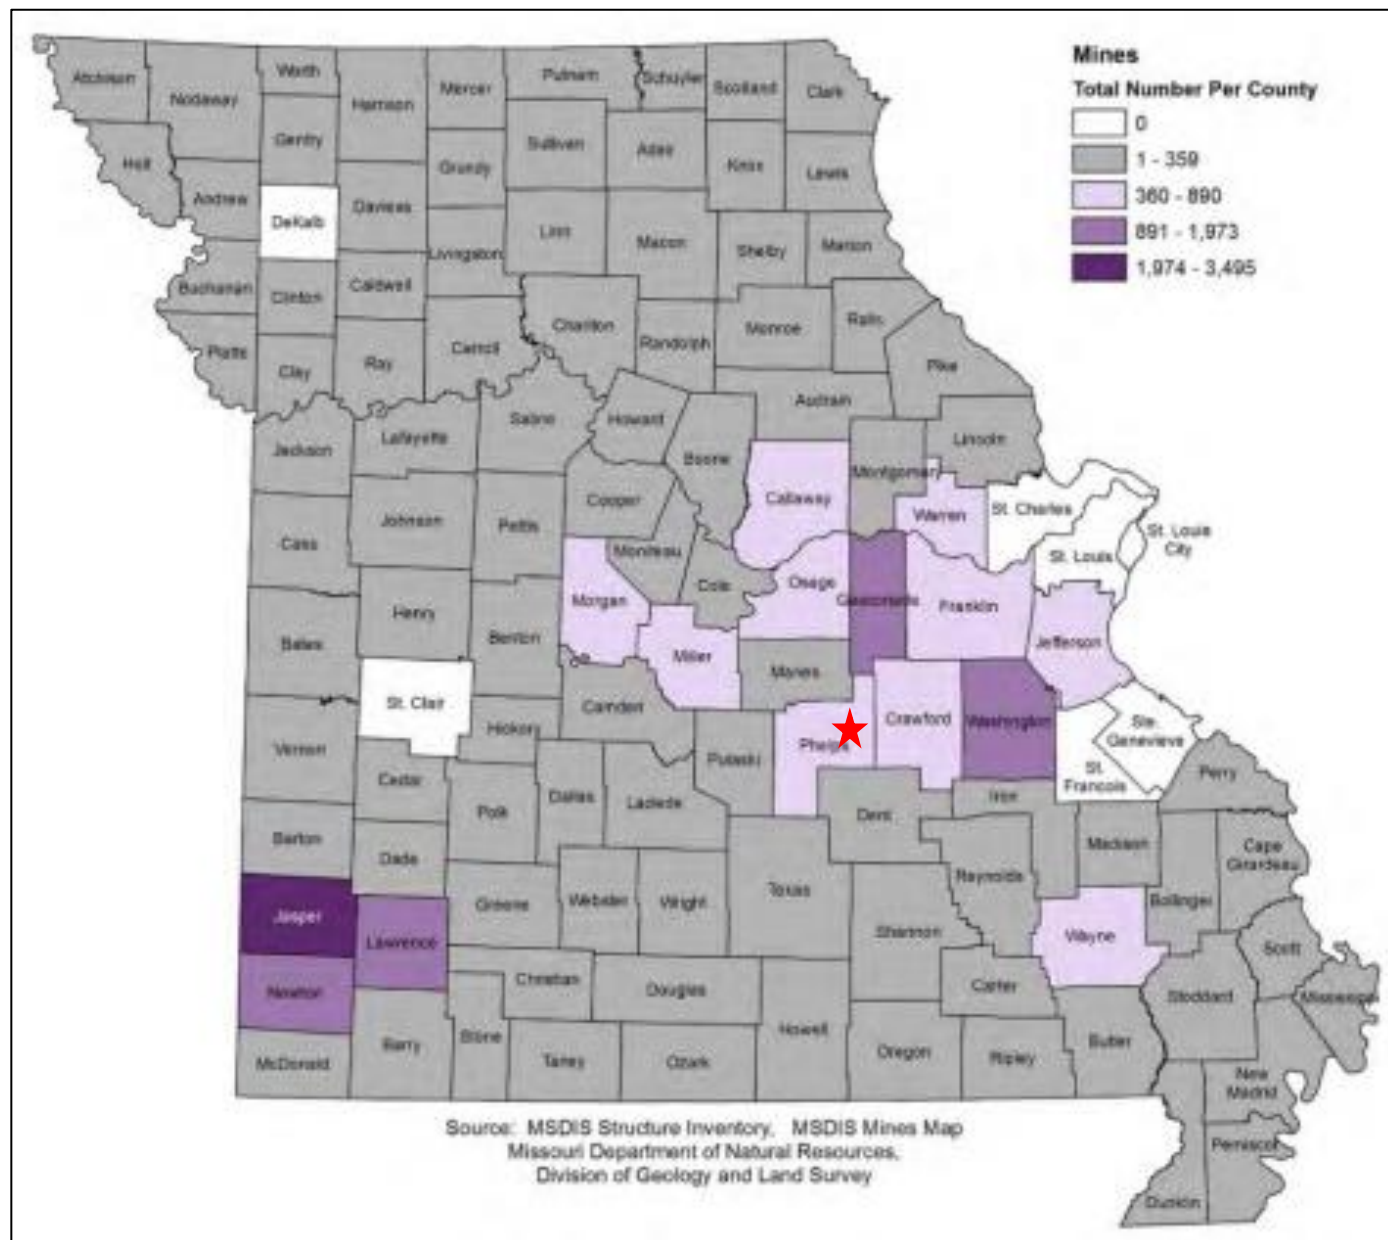 Mines
Total Number Per County
0
1 - 359
360 - 890
891 - 1,973
1,974 - 3,495
Atchison
Nodaway
Worth
Harrison
Mercer
Putnam
Schuyler
Scotland
Clark
Gentry
Sullivan
Adair
Knox
Lewis
Holt
Andrew
DeKalb
Daviess
Grundy
Linn
Macon
Shelby
Marion
Livingston
Buchanan
Clinton
Caldwell
Chariton
Randolph
Monroe
Ralls
Platte
Clay
Ray
Carroll
Pike
Audrain
Saline
Howard
Boone
Jackson
Lafayette
Lincoln
Montgomery
Callaway
Warren
St. Charles
Cooper
Johnson
Pettis
Cass
Moniteau
Cole
Osage
Gasconade
Franklin
St. Louis
St. Louis
City
Morgan
Henry
Benton
Bates
Miller
Maries
Jefferson
St. Clair
Hickory
Camden
Phelps
Crawford
Washington
Ste.
Genevieve
Vernon
Pulaski
St.
Francois
Perry
Cedar
Dallas
Laclede
Polk
Dent
Iron
Barton
Dade
Madison
Cape
Girardeau
Jasper
Greene
Webster
Wright
Texas
Reynolds
Bollinger
Lawrence
Shannon
Wayne
Scott
Newton
Christian
Douglas
Carter
Stoddard
Mississippi
McDonald
Barry
Stone
Taney
Ozark
Howell
Oregon
Ripley
Butler
New
Madrid
Pemiscot
Dunklin
Source: MSDIS Structure Inventory, MSDIS Mines Map
Missouri Department of Natural Resources,
Division of Geology and Land Survey